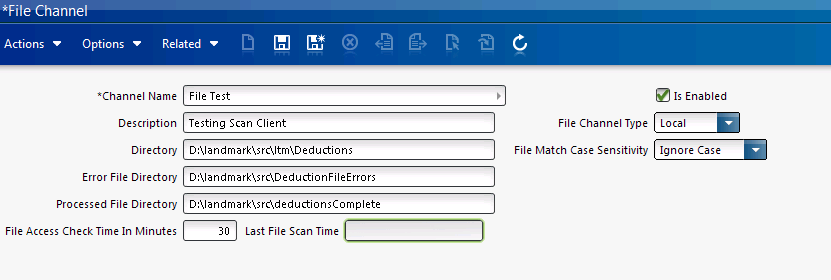 *File Channel
Actions Options Related
*Channel Name File Test Is Enabled
Description Testing Scan Client File Channel Type Local
Directory D:\landmark\src\ltm\Deductions File Match Case Sensitivity Ignore Case
Error File Directory D:\landmark\src\DeductionFileErrors
Processed File Directory D:\landmark\src\deductionsComplete
File Access Check Time In Minutes 30 Last File Scan Time